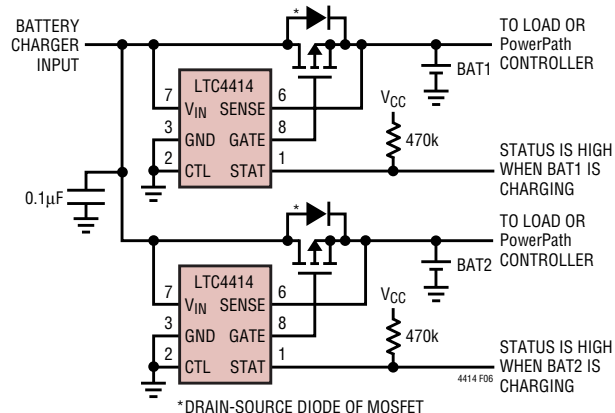 BATTERY
CHARGER
INPUT
*
TO LOAD OR
PowerPath
CONTROLLER
BAT1
LTC4414
7 VIN SENSE 6
3 GND GATE 8
2 CTL STAT 1
VCC
470k
STATUS IS HIGH
WHEN BAT1 IS
CHARGING
0.1µF
*
TO LOAD OR
PowerPath
CONTROLLER
BAT2
LTC4414
7 VIN SENSE 6
3 GND GATE 8
2 CTL STAT 1
VCC
470k
STATUS IS HIGH
WHEN BAT2 IS
CHARGING
4414 F06
*DRAIN-SOURCE DIODE OF MOSFET